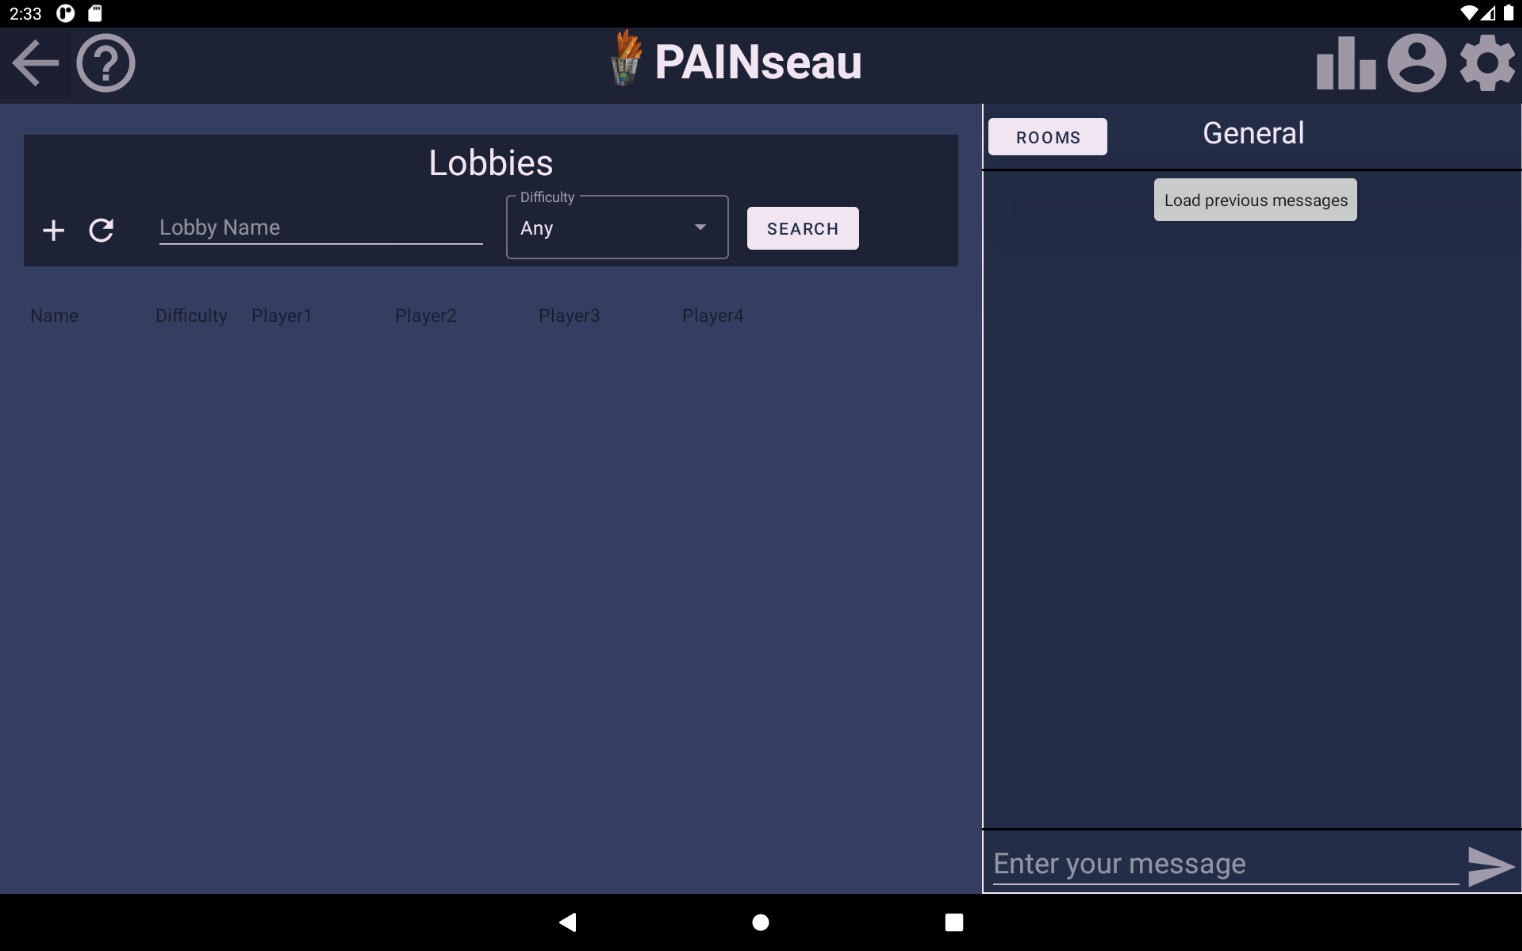 2:33
PAINseau
Lobbies
Lobby Name
Difficulty
Any
SEARCH
Name Difficulty Player1 Player2 Player3 Player4
ROOMS
General
Load previous messages
Enter your message